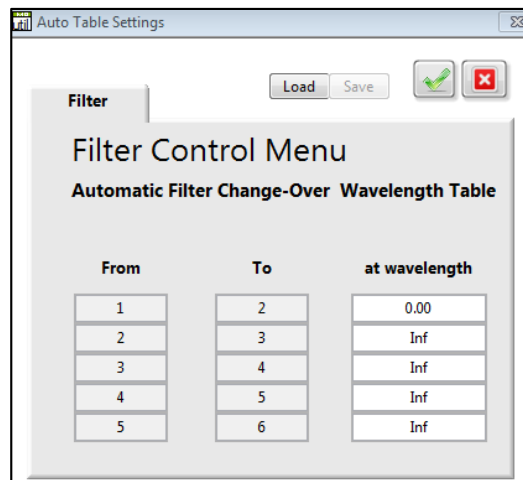 util Auto Table Settings
Load Save
Filter
Filter Control Menu
Automatic Filter Change-Over Wavelength Table
From To at wavelength
1 2 0.00
2 3 Inf
3 4 Inf
4 5 Inf
5 6 Inf